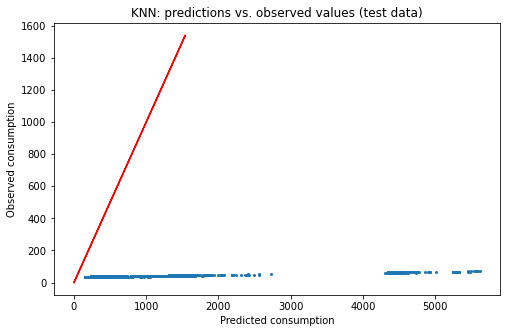 KNN: predictions vs. observed values (test data)
1600
1400
1200
1000
800
600
400
200
0
Observed consumption
0 1000 2000 3000 4000 5000
Predicted consumption